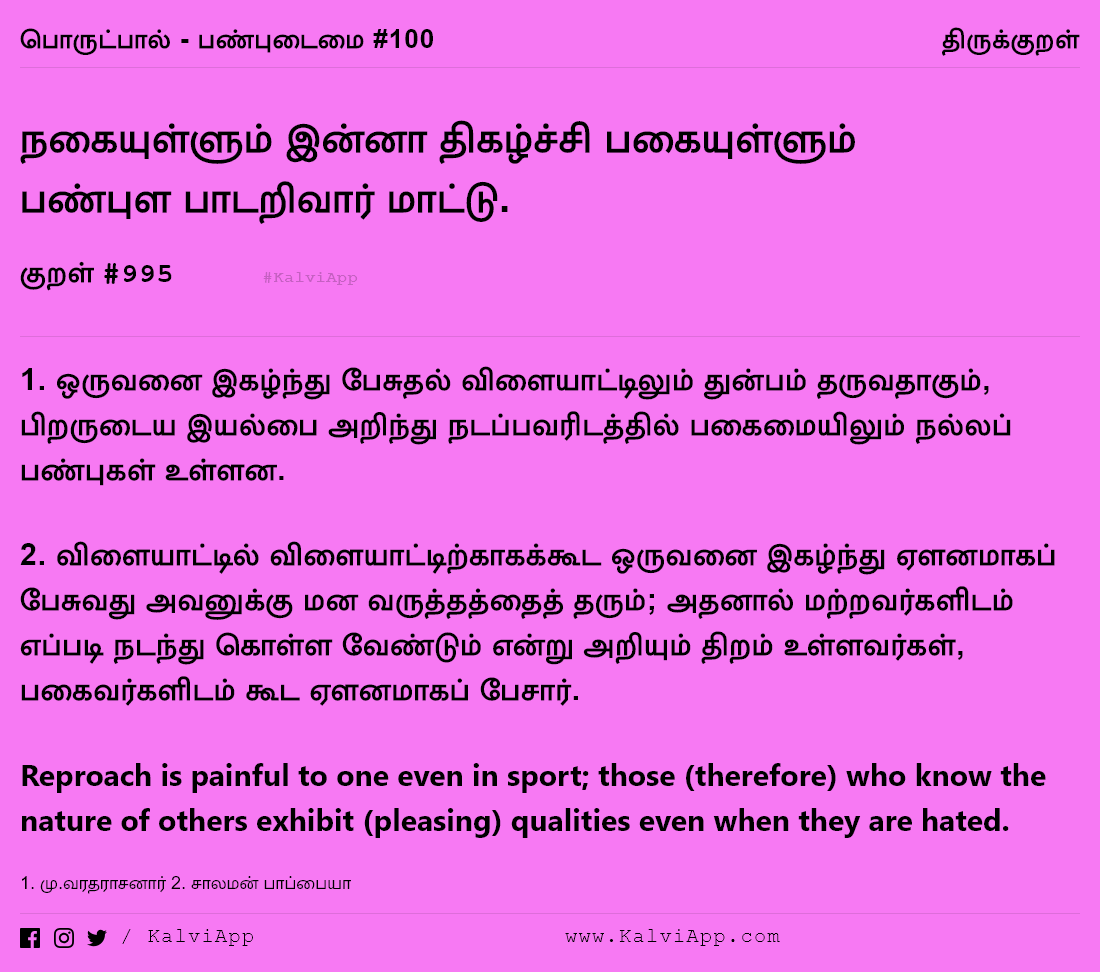 பொருட்பால் - பண்புடைமை #100 திருக்குறள்
நகையுள்ளும் இன்னா திகழ்ச்சி பகையுள்ளும்
பண்புள பாடறிவார் மாட்டு.
குறள் #995 #KalviApp
1. ஒருவனை இகழ்ந்து பேசுதல் விளையாட்டிலும் துன்பம் தருவதாகும்,
பிறருடைய இயல்பை அறிந்து நடப்பவரிடத்தில் பகைமையிலும் நல்லப்
பண்புகள் உள்ளன.
2. விளையாட்டில் விளையாட்டிற்காகக்கூட ஒருவனை இகழ்ந்து ஏளனமாகப்
பேசுவது அவனுக்கு மன வருத்தத்தைத் தரும்; அதனால் மற்றவர்களிடம்
எப்படி நடந்து கொள்ள வேண்டும் என்று அறியும் திறம் உள்ளவர்கள்,
பகைவர்களிடம் கூட ஏளனமாகப் பேசார்.
Reproach is painful to one even in sport; those (therefore) who know the
nature of others exhibit (pleasing) qualities even when they are hated.
1. மு.வரதராசனார் 2. சாலமன் பாப்பையா
/ KalviApp www.KalviApp.com